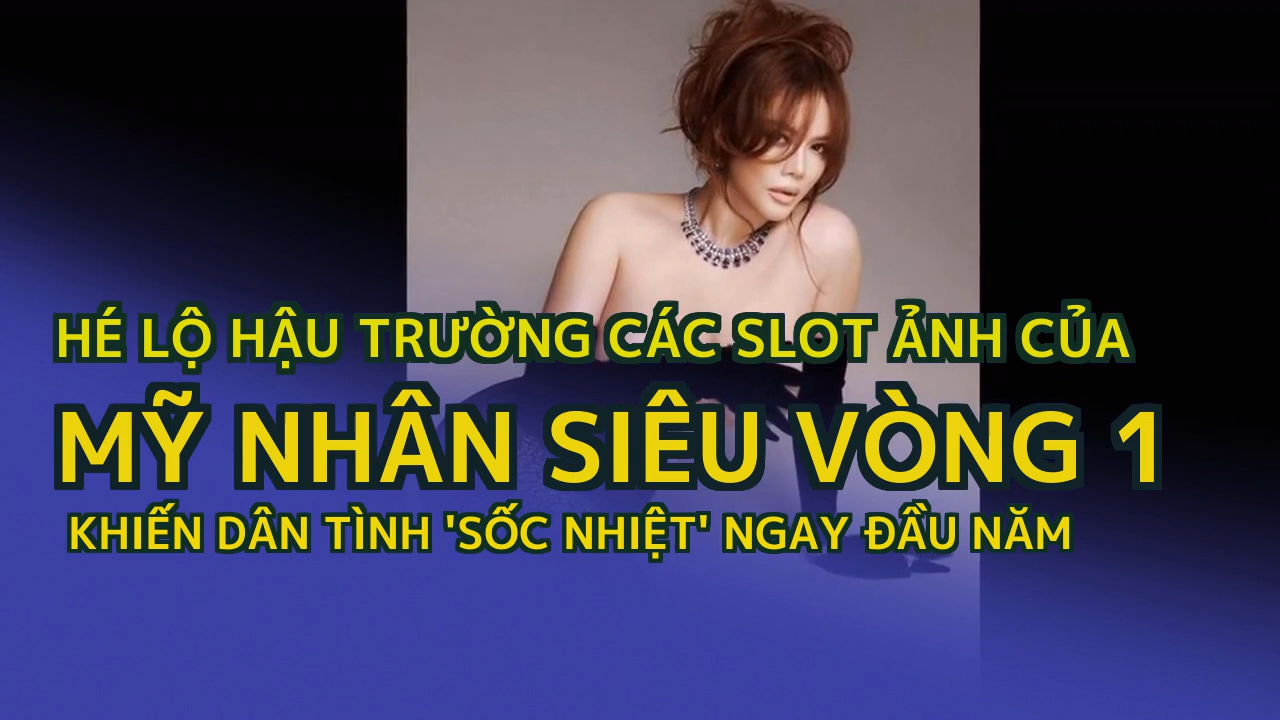 HÉ LỘ HẬU TRƯỜNG CÁC SLOT ẢNH CỦA
MỸ NHÂN SIÊU VÒNG 1
KHIẾN DÂN TÌNH 'SỐC NHIỆT' NGAY ĐẦU NĂM